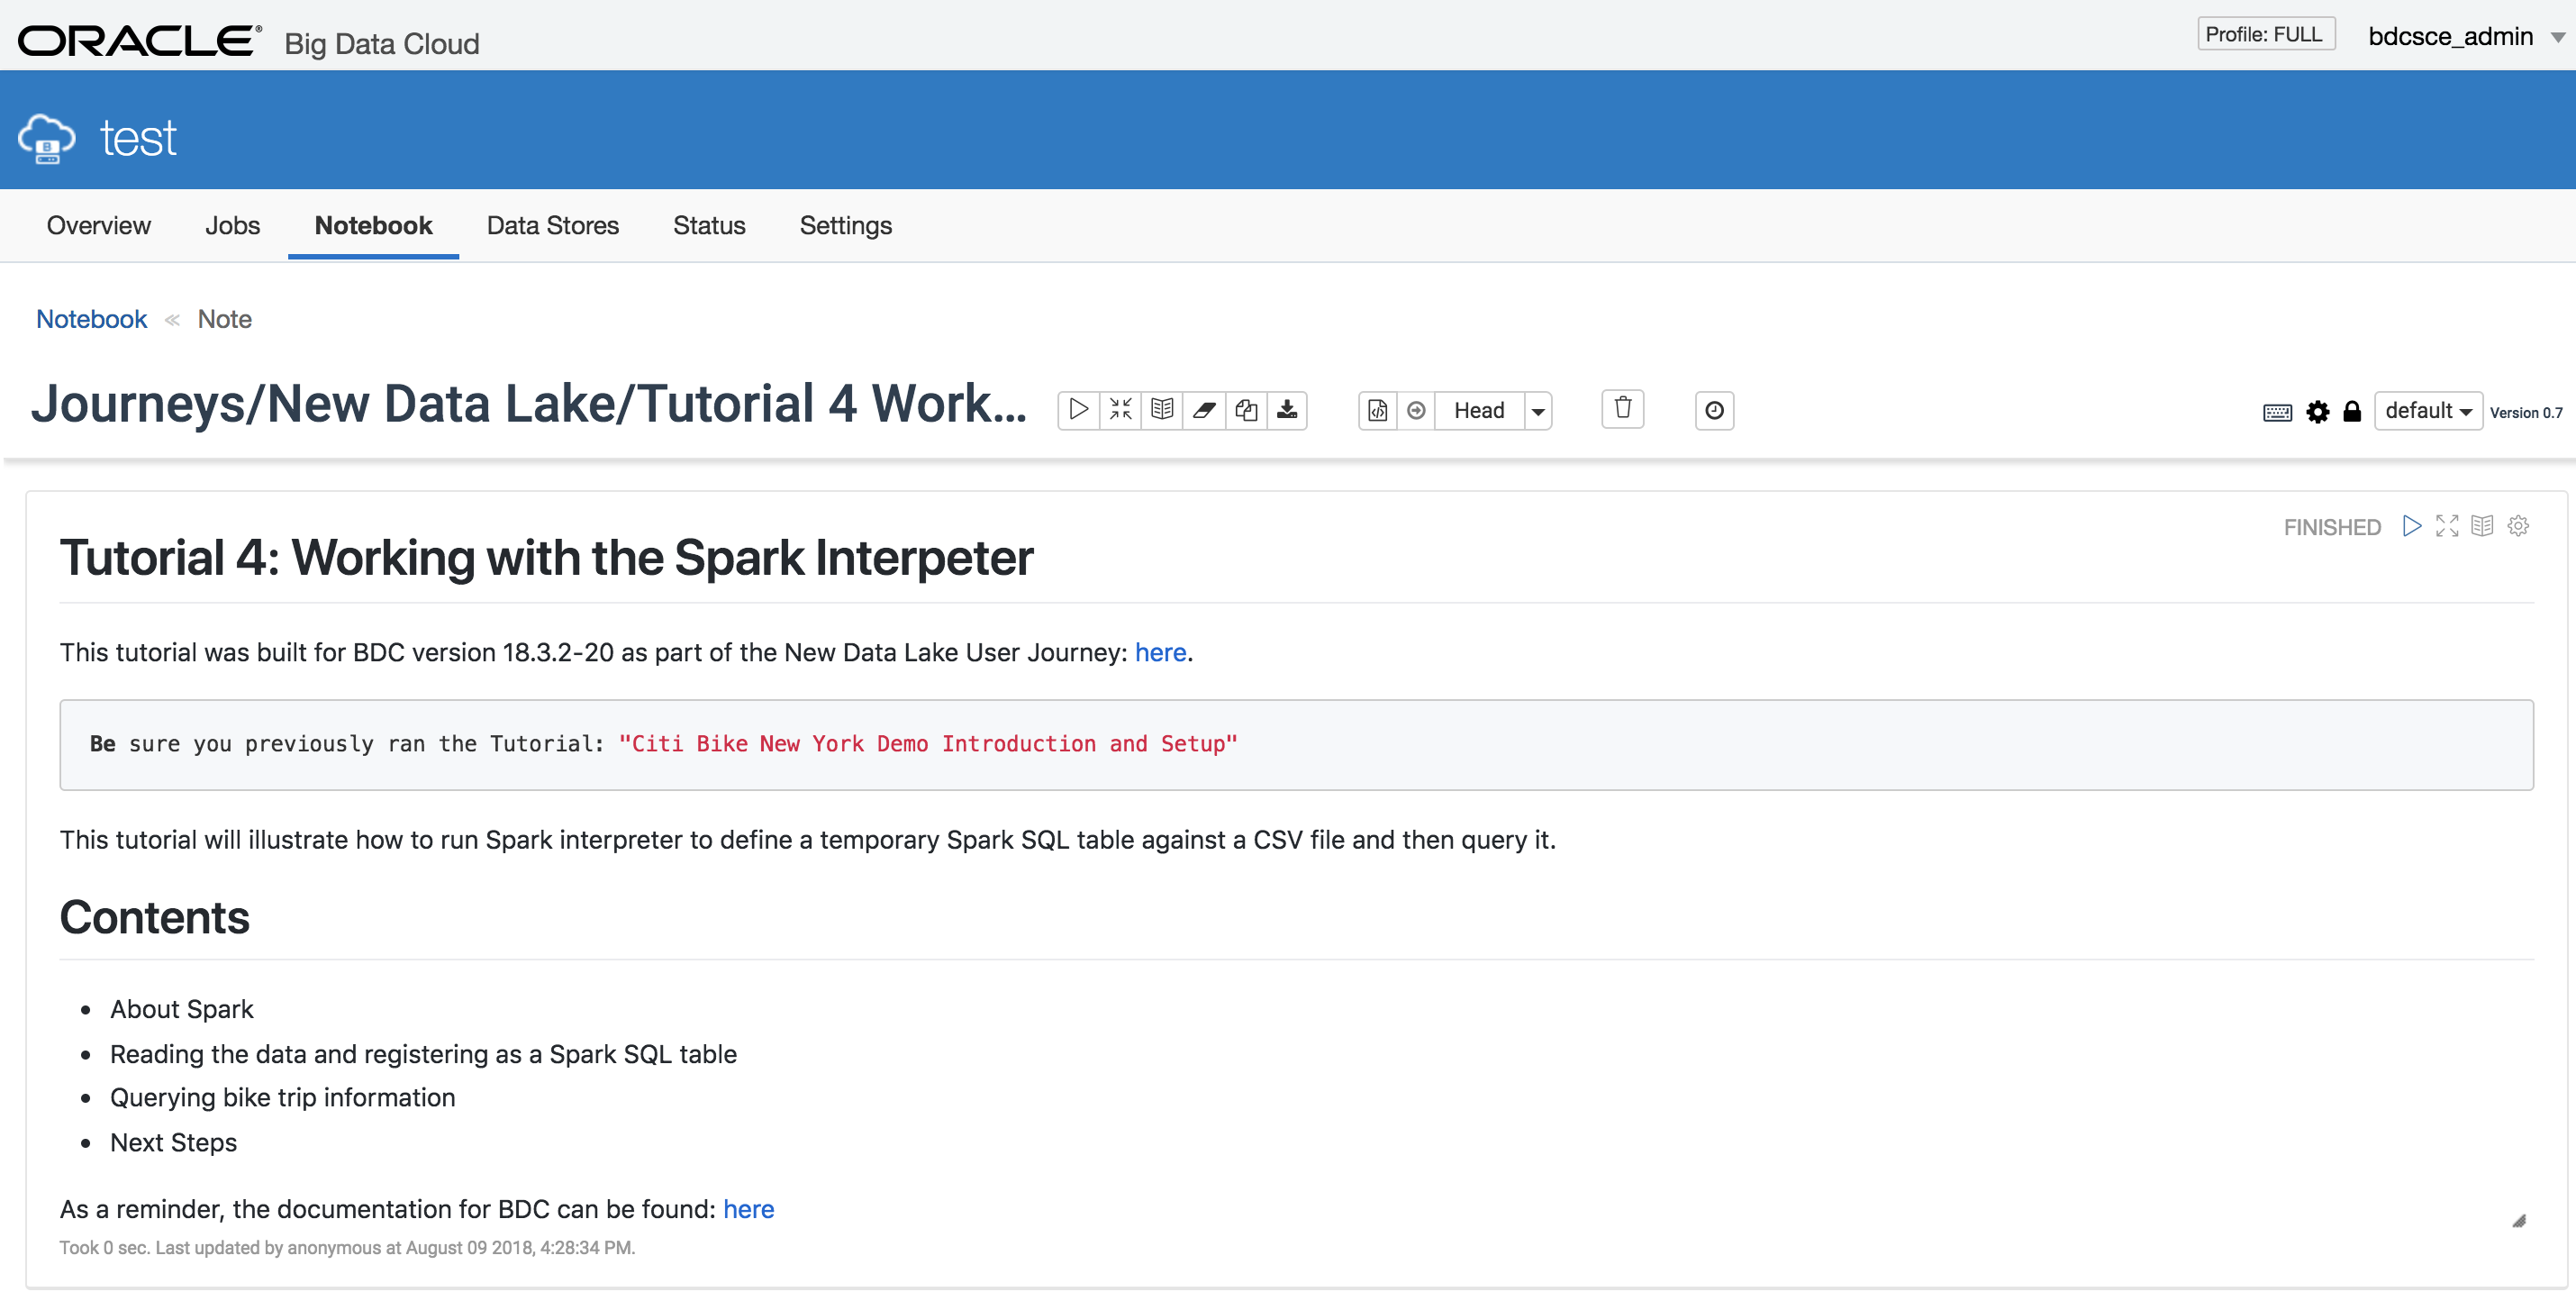 ORACLE® Big Data Cloud
Profile: FULL
bdcsce_admin
B
test
Overview Jobs Notebook Data Stores Status Settings
Notebook « Note
Journeys/New Data Lake/Tutorial 4 Work...
Head
default
Version 0.7
FINISHED
Tutorial 4: Working with the Spark Interpeter
This tutorial was built for BDC version 18.3.2-20 as part of the New Data Lake User Journey: here.
Be sure you previously ran the Tutorial: "Citi Bike New York Demo Introduction and Setup"
This tutorial will illustrate how to run Spark interpreter to define a temporary Spark SQL table against a CSV file and then query it.
Contents
• About Spark
• Reading the data and registering as a Spark SQL table
• Querying bike trip information
• Next Steps
As a reminder, the documentation for BDC can be found: here
Took 0 sec. Last updated by anonymous at August 09 2018, 4:28:34 PM.